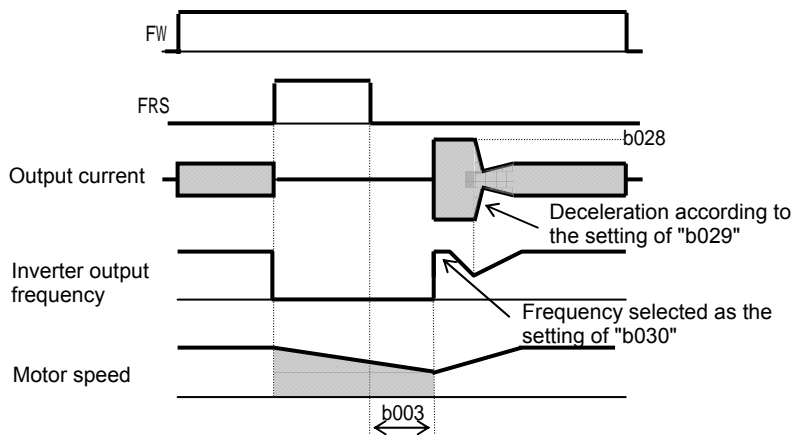 FW
FRS
b028
Output current
Deceleration according to
the setting of "b029"
Inverter output
frequency
Frequency selected as the
setting of "b030"
Motor speed
b003